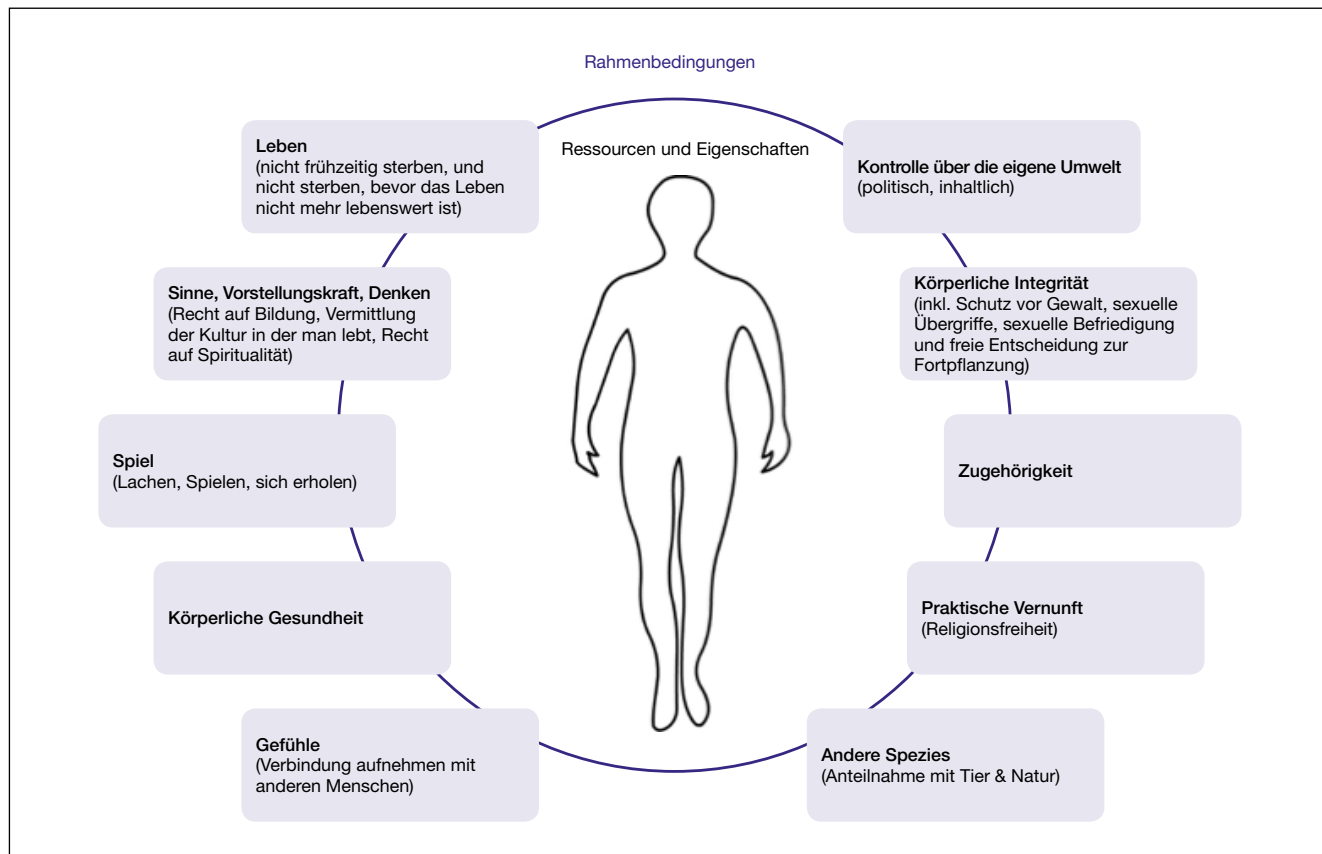 Rahmenbedingungen
Ressourcen und Eigenschaften
Leben
(nicht frühzeitig sterben, und
nicht sterben, bevor das Leben
nicht mehr lebenswert ist)
Kontrolle über die eigene Umwelt
(politisch, inhaltlich)
Sinne, Vorstellungskraft, Denken
(Recht auf Bildung, Vermittlung
der Kultur in der man lebt, Recht
auf Spiritualität)
Körperliche Integrität
(inkl. Schutz vor Gewalt, sexuelle
Übergriffe, sexuelle Befriedigung
und freie Entscheidung zur
Fortpflanzung)
Spiel
(Lachen, Spielen, sich erholen)
Zugehörigkeit
Körperliche Gesundheit
Praktische Vernunft
(Religionsfreiheit)
Gefühle
(Verbindung aufnehmen mit
anderen Menschen)
Andere Spezies
(Anteilnahme mit Tier & Natur)